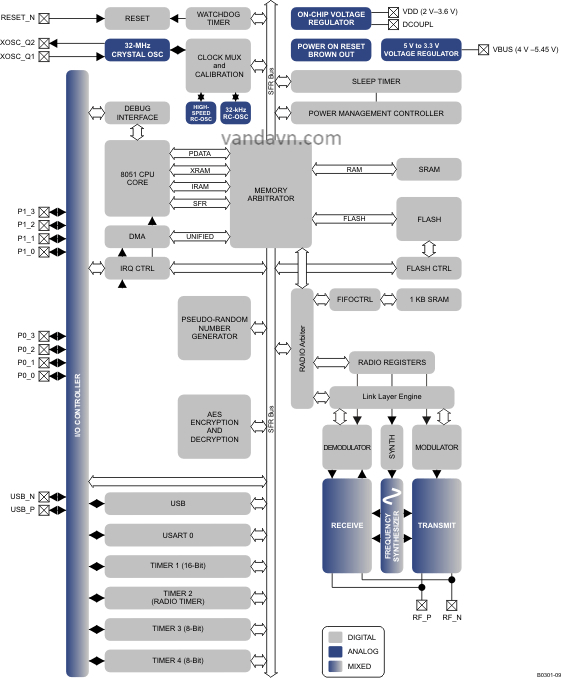 RESET_N
RESET
WATCHDOG
TIMER
ON-CHIP VOLTAGE
REGULATOR
VDD (2 V–3.6 V)
DCOUPL
XOSC_Q2
XOSC_Q1
32-MHz
CRYSTAL OSC
CLOCK MUX
and
CALIBRATION
SFR Bus
POWER ON RESET
BROWN OUT
5 V to 3.3 V
VOLTAGE REGULATOR
VBUS (4 V –5.45 V)
SLEEP TIMER
HIGH-
SPEED
RC-OSC
32-kHz
RC-OSC
POWER MANAGEMENT CONTROLLER
DEBUG
INTERFACE
vandavn.com
8051 CPU
CORE
PDATA
XRAM
IRAM
SFR
MEMORY
ARBITRATOR
RAM
SRAM
FLASH
FLASH
P1_3
P1_2
P1_1
P1_0
DMA
UNIFIED
IRQ CTRL
FLASH CTRL
FIFOCTRL
1 KB SRAM
PSEUDO-RANDOM
NUMBER
GENERATOR
RADIO Arbiter
P0_3
P0_2
P0_1
P0_0
RADIO REGISTERS
Link Layer Engine
I/O CONTROLLER
AES
ENCRYPTION
AND
DECRYPTION
SFR Bus
DEMODULATOR
SYNTH
MODULATOR
USB_N
USB_P
USB
USART 0
TIMER 1 (16-Bit)
TIMER 2
(RADIO TIMER)
TIMER 3 (8-Bit)
TIMER 4 (8-Bit)
RECEIVE
FREQUENCY
SYNTHESIZER
TRANSMIT
RF_P
RF_N
DIGITAL
ANALOG
MIXED
B0301-09